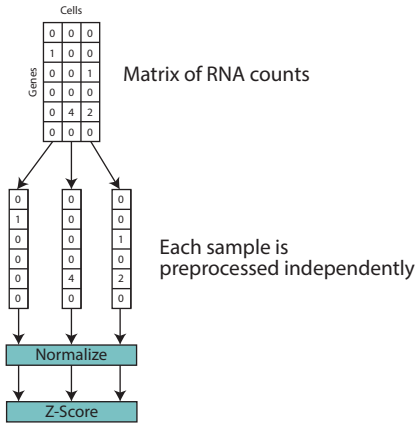 Cells
Genes
0 0 0
1 0 0
0 0 1
0 0 0
0 4 2
0 0 0
Matrix of RNA counts
0 0 0
1 0 0
0 0 1
0 0 0
0 4 2
0 0 0
Each sample is
preprocessed independently
Normalize
Z-Score